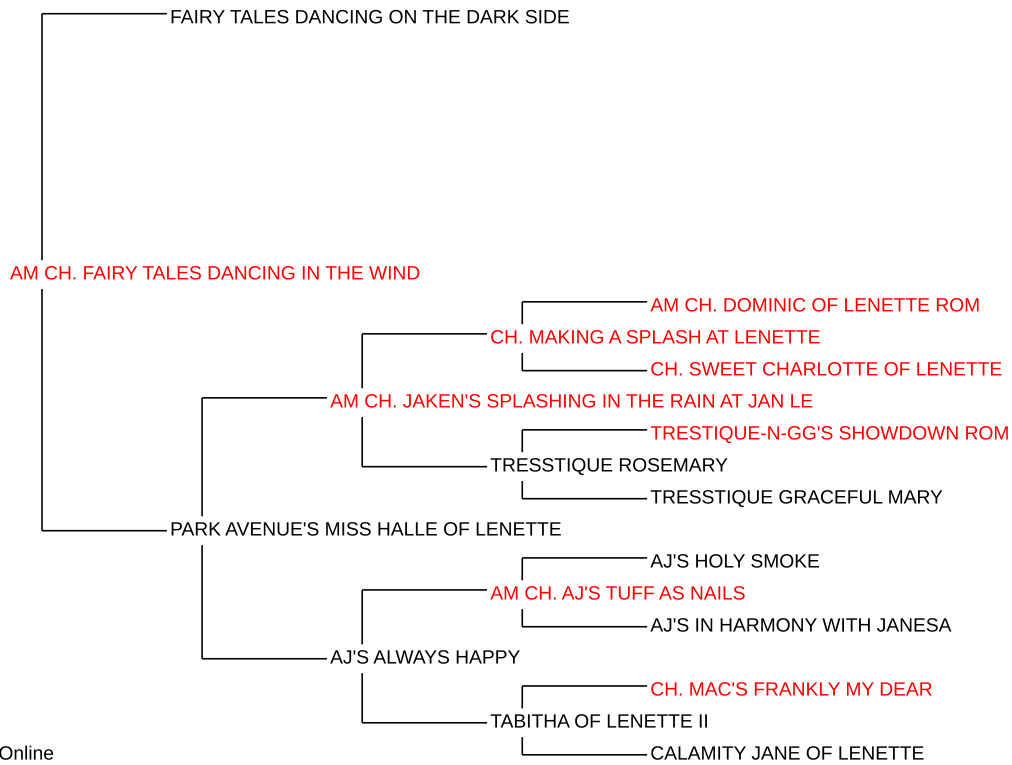 FAIRY TALES DANCING ON THE DARK SIDE
AM CH. FAIRY TALES DANCING IN THE WIND
AM CH. DOMINIC OF LENETTE ROM
CH. MAKING A SPLASH AT LENETTE
CH. SWEET CHARLOTTE OF LENETTE
AM CH. JAKEN'S SPLASHING IN THE RAIN AT JAN LE
TRESTIQUE-N-GG'S SHOWDOWN ROM
TRESSTIQUE ROSEMARY
TRESSTIQUE GRACEFUL MARY
PARK AVENUE'S MISS HALLE OF LENETTE
AJ'S HOLY SMOKE
AM CH. AJ'S TUFF AS NAILS
AJ'S IN HARMONY WITH JANESA
AJ'S ALWAYS HAPPY
CH. MAC'S FRANKLY MY DEAR
TABITHA OF LENETTE II
CALAMITY JANE OF LENETTE
Online